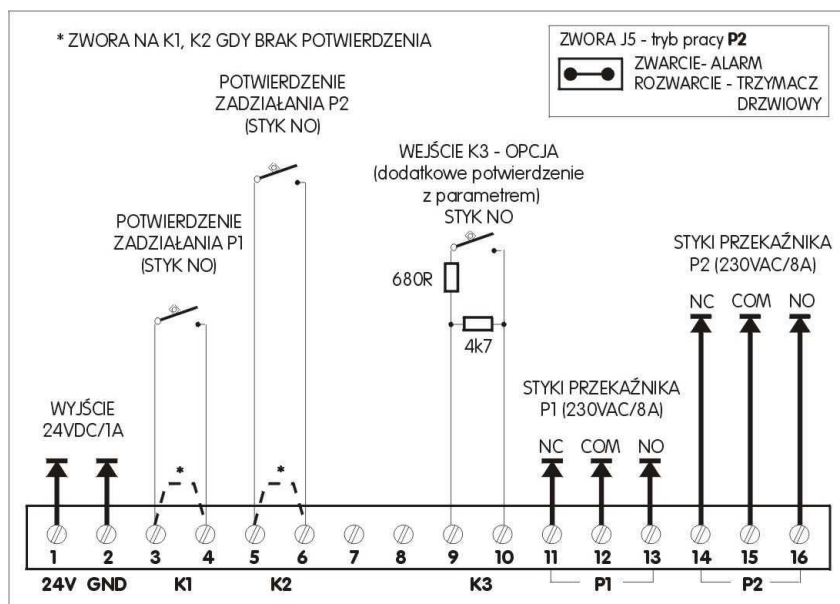 * ZWORA NA K1, K2 GDY BRAK POTWIERDZENIA
ZWORA J5 - tryb pracy P2
ZWARCIE- ALARM
ROZWARCIE - TRZYMACZ
DRZWIOWY
POTWIERDZENIE
ZADZIAŁANIA P2
(STYK NO)
WEJŚCIE K3 - OPCJA
(dodatkowe potwierdzenie
z parametrem)
STYK NO
POTWIERDZENIE
ZADZIAŁANIA P1
(STYK NO)
STYKI PRZEKAŹNIKA
P2 (230VAC/8A)
680R
NC COM NO
4k7
STYKI PRZEKAŹNIKA
P1 (230VAC/8A)
WYJŚCIE
24VDC/1A
NC COM NO
* *
1 2 3 4 5 6 7 8 9 10 11 12 13 14 15 16
24V GND K1 K2 K3 P1 P2